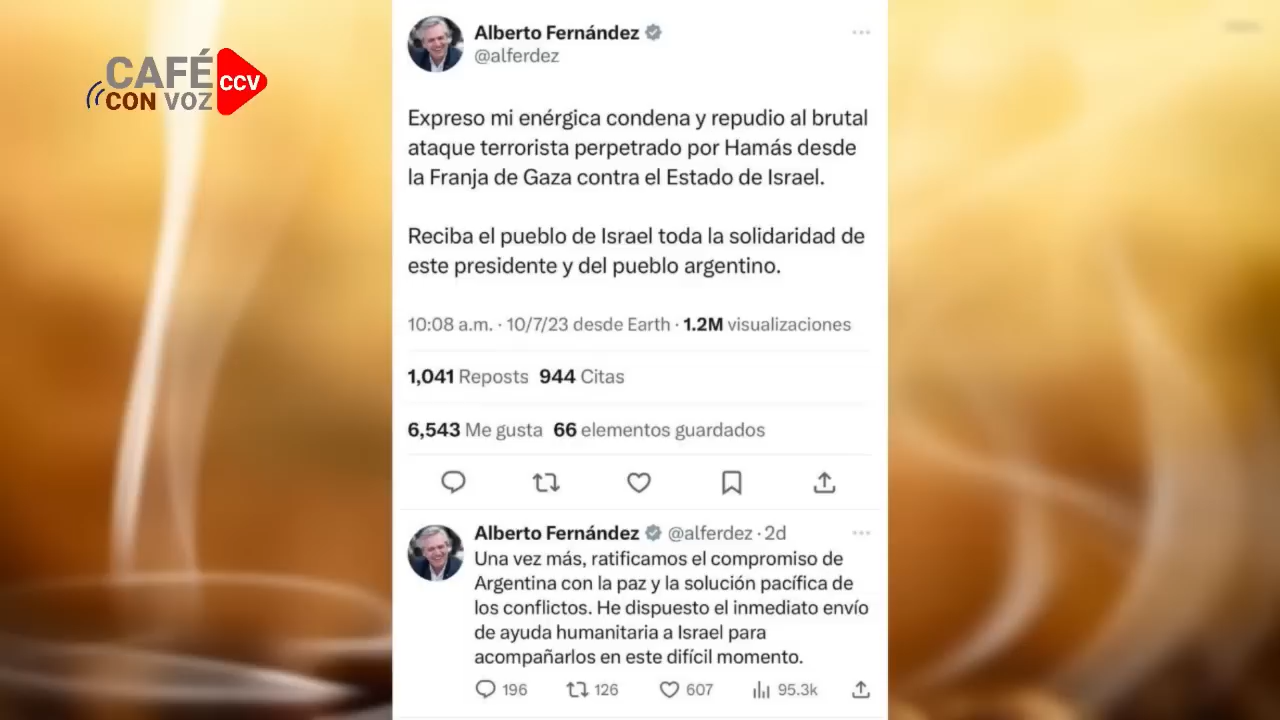 CAFÉ
CON VOZ
CCV
Alberto Fernández
@alferdez
Expreso mi enérgica condena y repudio al brutal
ataque terrorista perpetrado por Hamás desde
la Franja de Gaza contra el Estado de Israel.
Reciba el pueblo de Israel toda la solidaridad de
este presidente y del pueblo argentino.
10:08 a.m. · 10/7/23 desde Earth · 1.2M visualizaciones
1,041 Reposts 944 Citas
6,543 Me gusta 66 elementos guardados
Alberto Fernández @alferdez · 2d
Una vez más, ratificamos el compromiso de
Argentina con la paz y la solución pacífica de
los conflictos. He dispuesto el inmediato envío
de ayuda humanitaria a Israel para
acompañarlos en este difícil momento.
196 126 607 95.3k